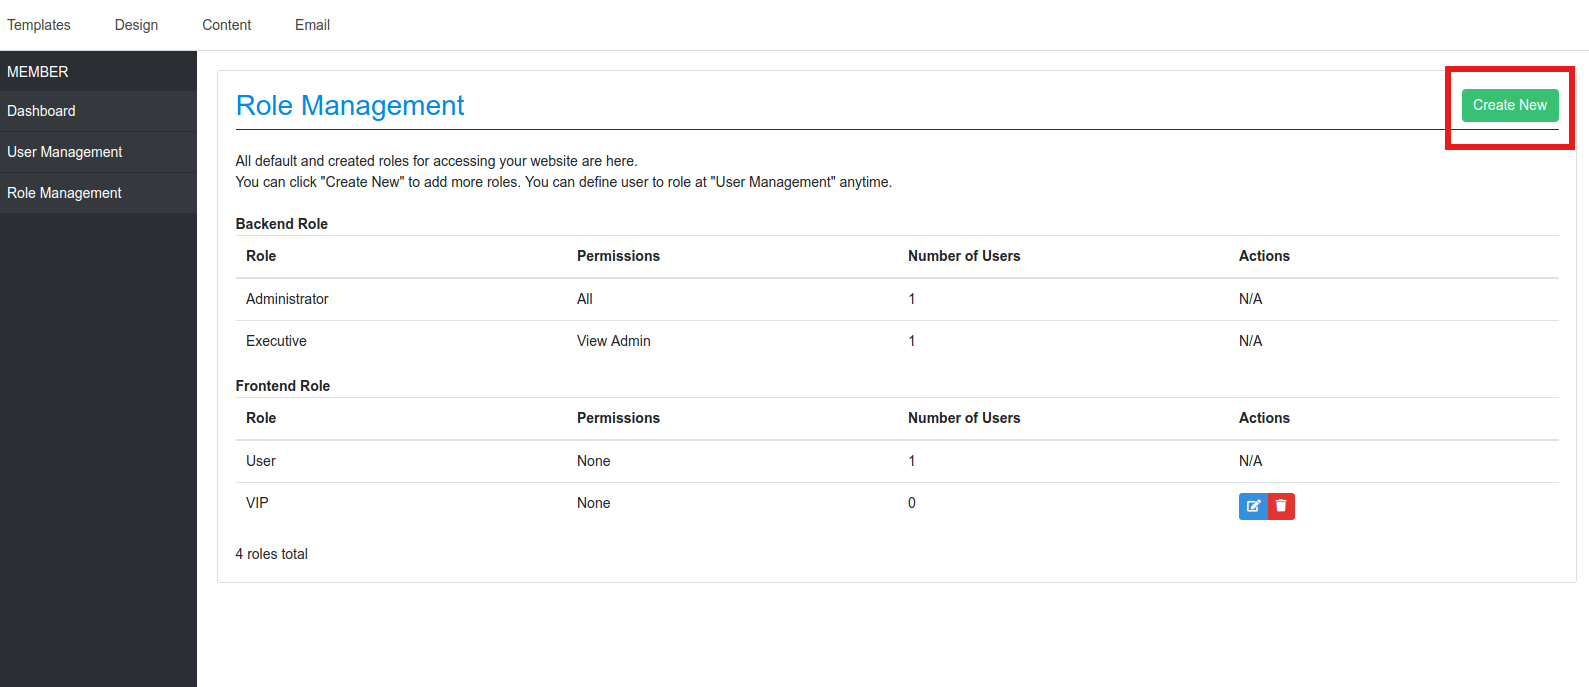 Templates Design Content Email
MEMBER
Dashboard
User Management
Role Management
Role Management
Create New
All default and created roles for accessing your website are here.
You can click "Create New" to add more roles. You can define user to role at "User Management" anytime.
Backend Role
Role Permissions Number of Users Actions
Administrator All 1 N/A
Executive View Admin 1 N/A
Frontend Role
Role Permissions Number of Users Actions
User None 1 N/A
VIP None 0
4 roles total